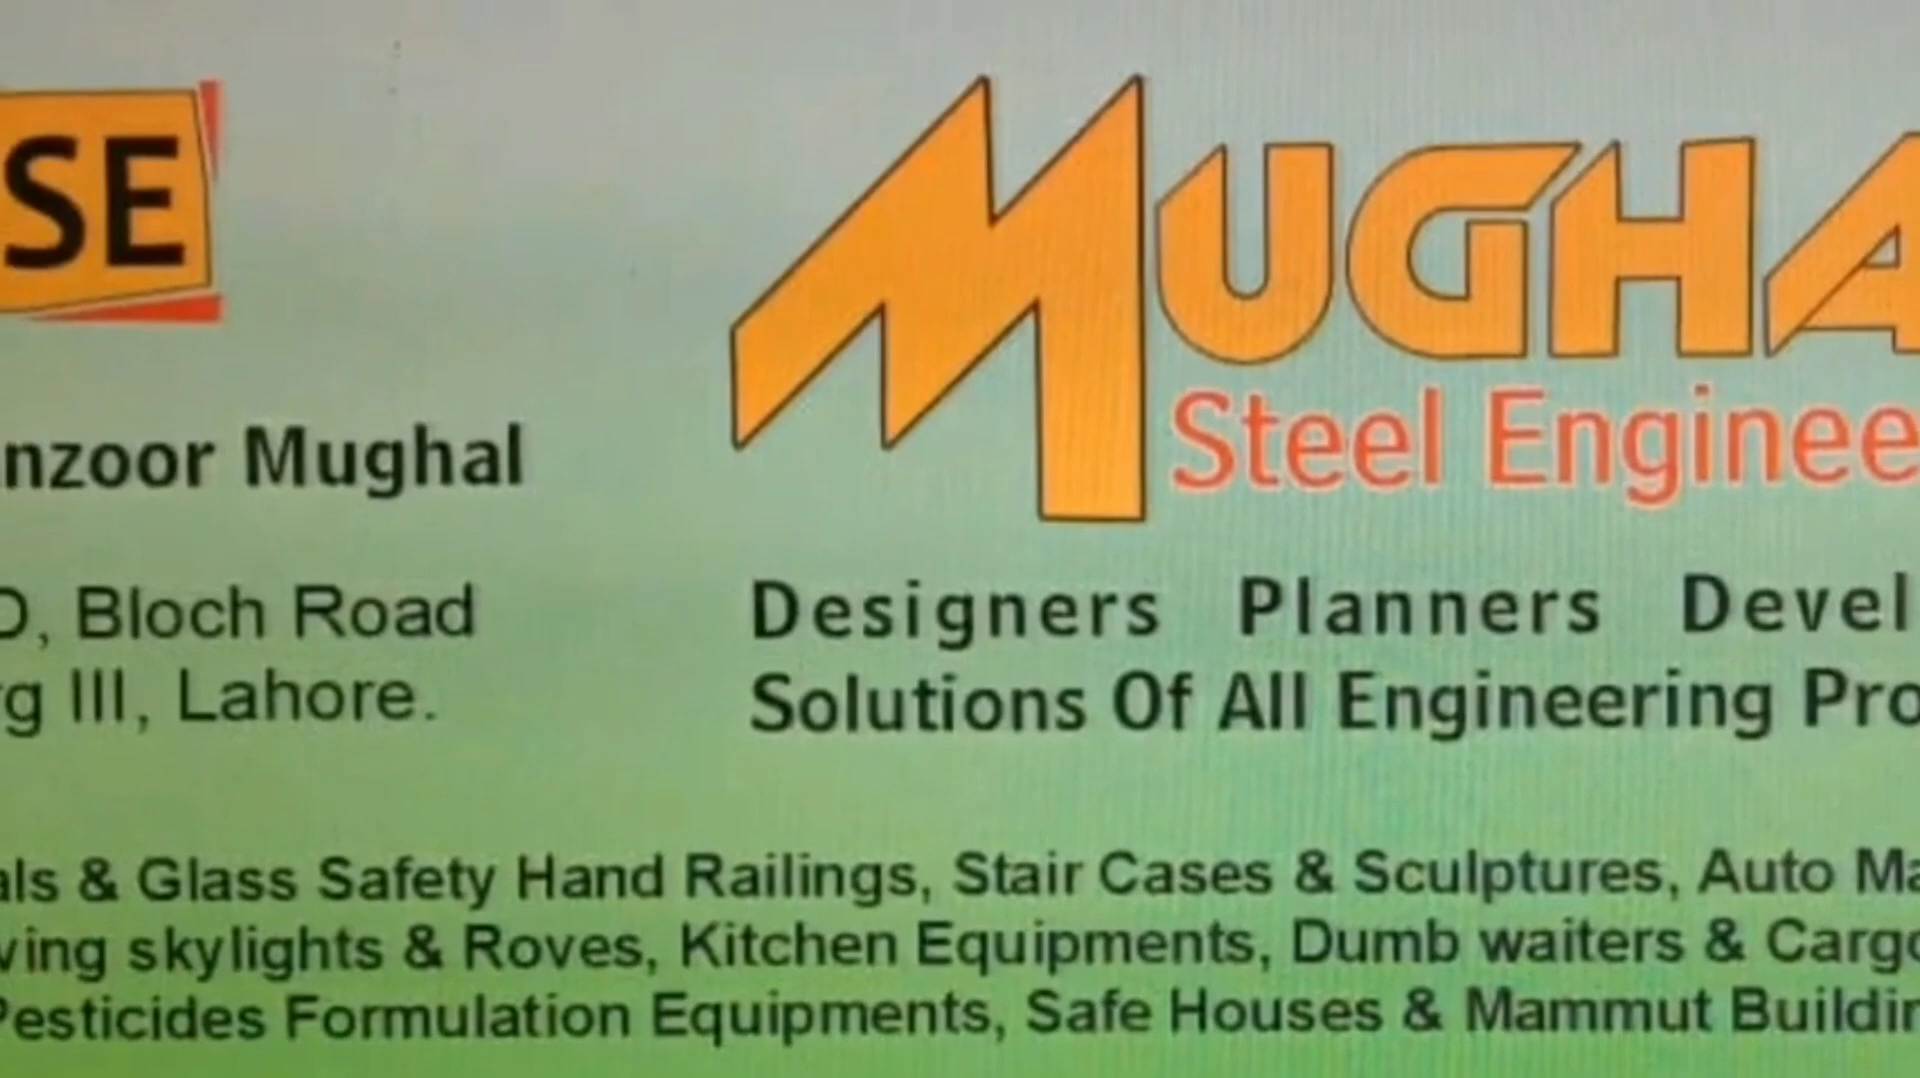 SE
MUGHA
Steel Enginee
nzoor Mughal
D, Bloch Road
rg III, Lahore.
Designers Planners Devel
Solutions Of All Engineering Pro
als & Glass Safety Hand Railings, Stair Cases & Sculptures, Auto Ma
ving skylights & Roves, Kitchen Equipments, Dumb waiters & Cargo
Pesticides Formulation Equipments, Safe Houses & Mammut Buildin